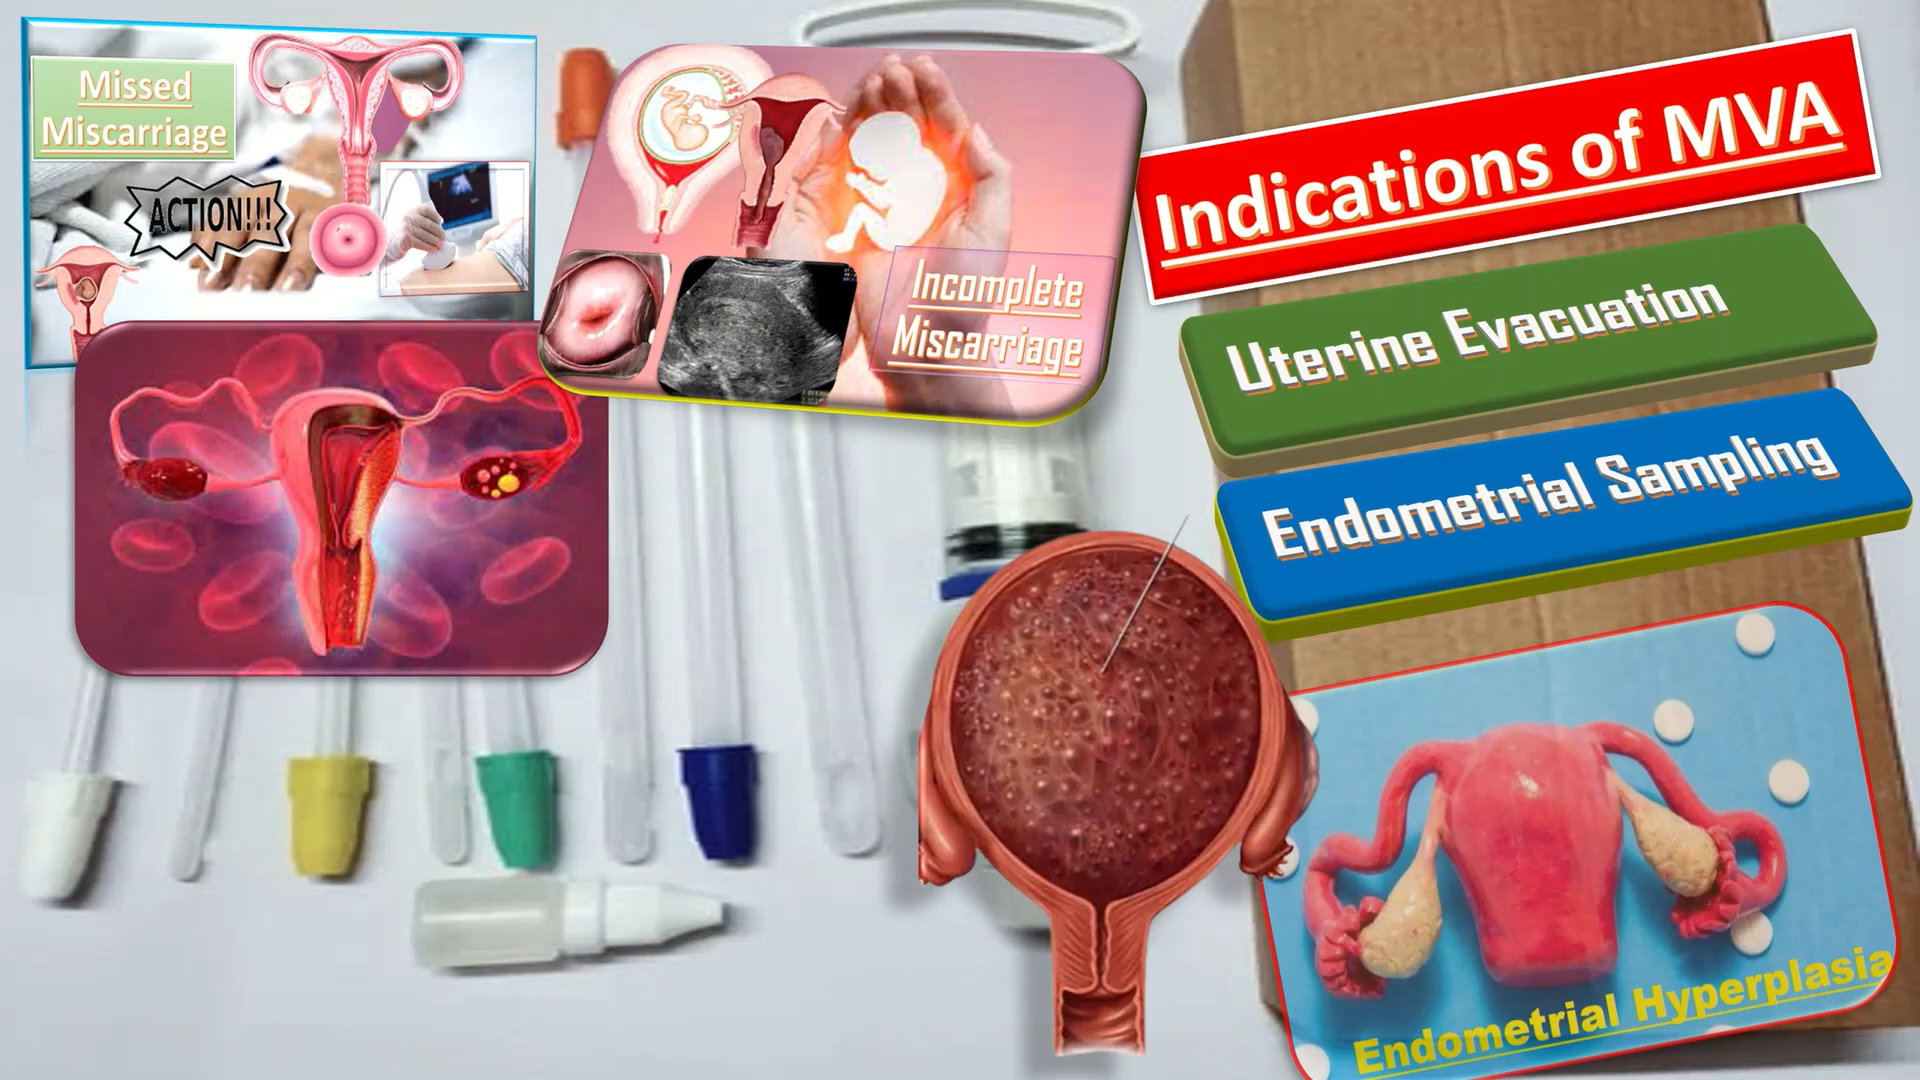 Missed
Miscarriage
ACTION!!!
Incomplete
Miscarriage
Indications of MVA
Uterine Evacuation
Endometrial Sampling
Endometrial Hyperplasia